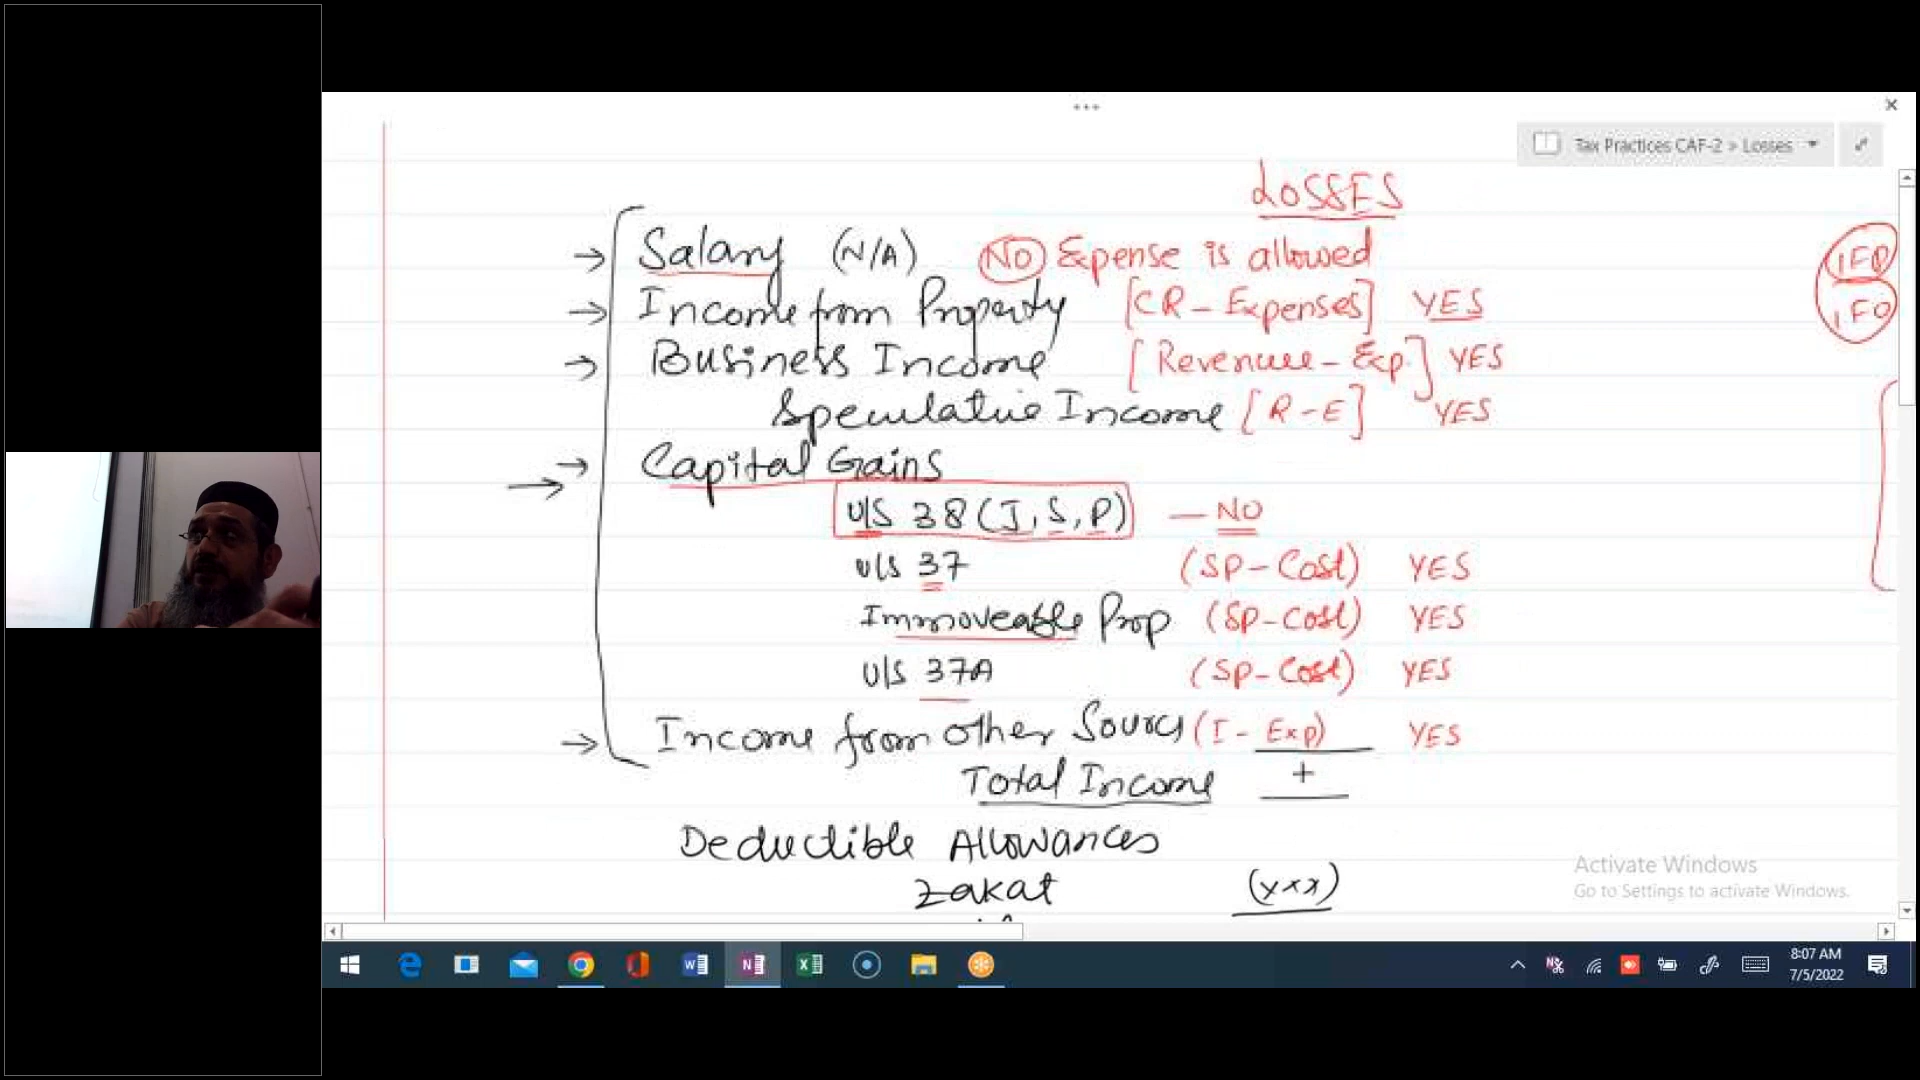 Tax Practices CAF-2 > Losses
LOSSES
Salary (N/A) NO Expense is allowed
Income from Property [CR - Expenses] YES
Business Income [Revenue - Exp.] YES
Speculative Income [R - E] YES
Capital Gains
U/S 38 (I, S, P) — NO
U/S 37 (SP - Cost) YES
Immoveable Prop (SP - Cost) YES
U/S 37A (SP - Cost) YES
Income from other Sources (I - Exp) YES
Total Income +
Deductible Allowances
Zakat (xxx)
Activate Windows
Go to Settings to activate Windows.
8:07 AM
7/5/2022